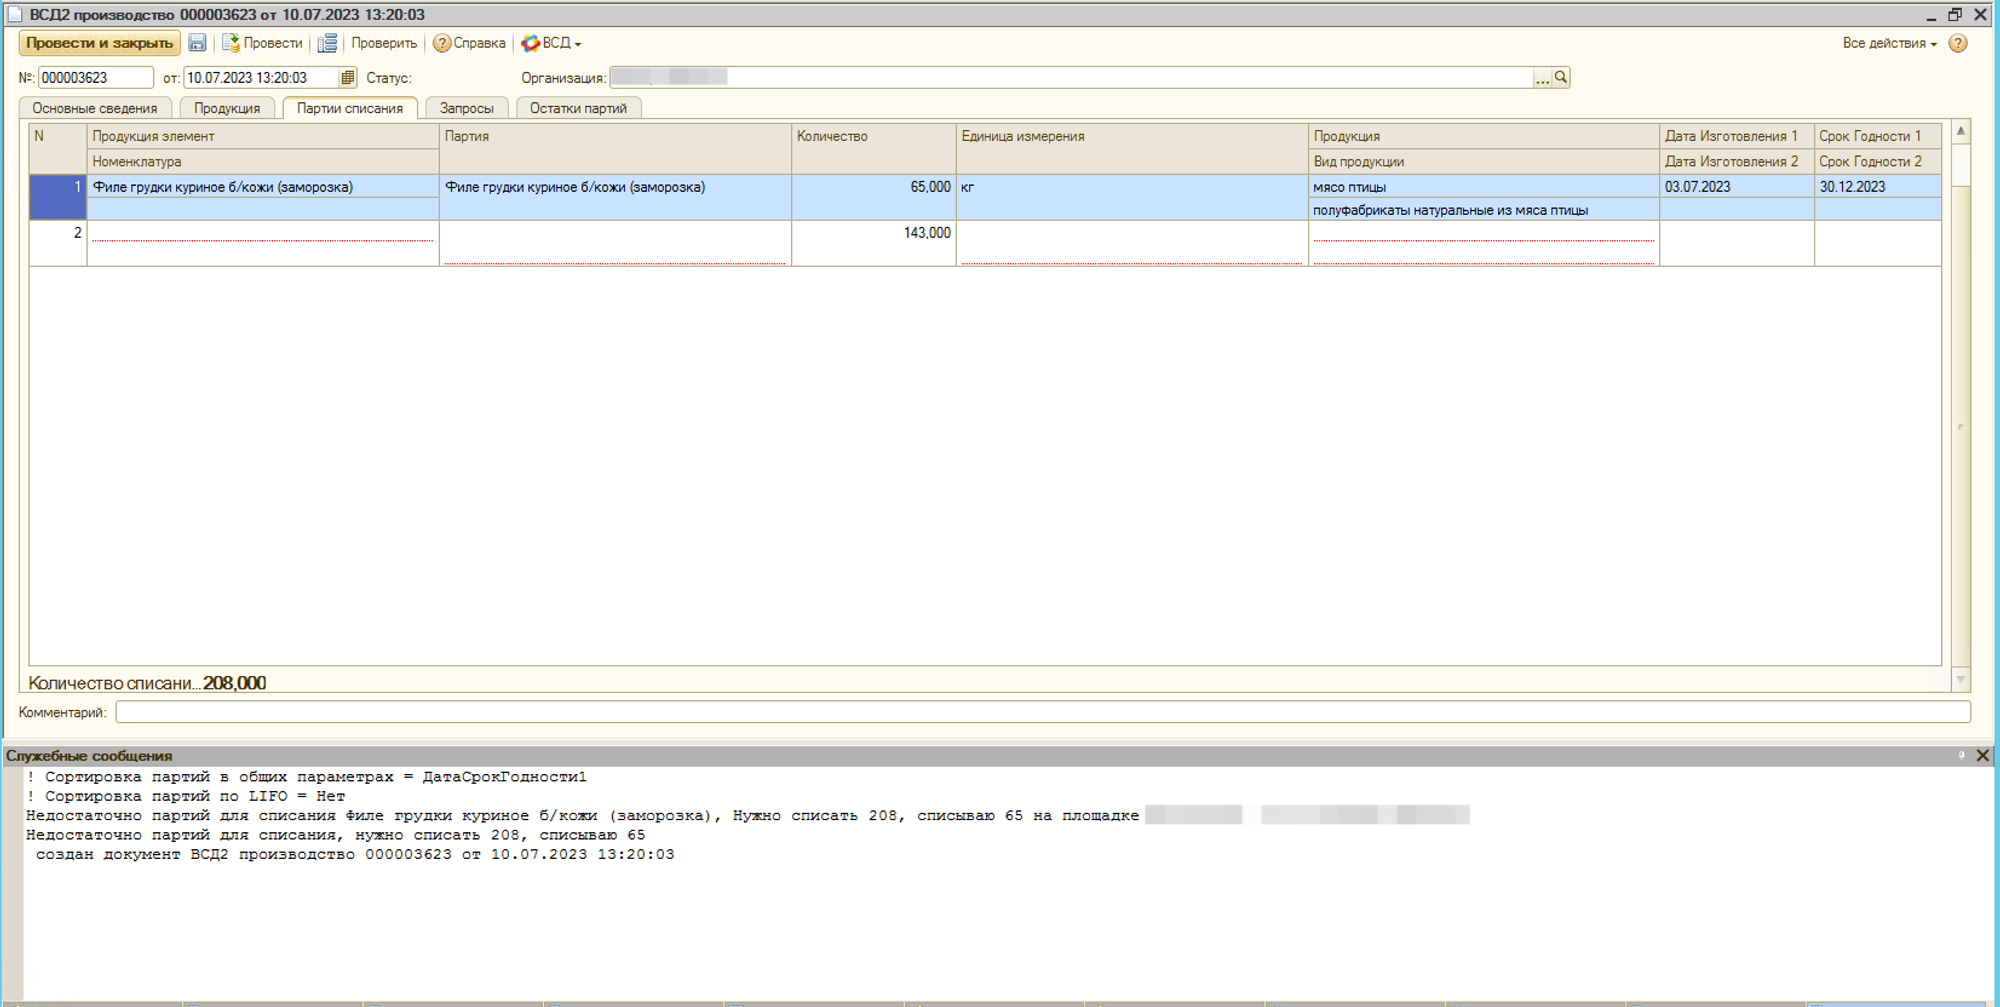 ВСД2 производство 000003623 от 10.07.2023 13:20:03
Провести и закрыть Провести Проверить Справка ВСД Все действия
№: 000003623 от: 10.07.2023 13:20:03 Статус: Организация: ...
Основные сведения Продукция Партии списания Запросы Остатки партий
N Продукция элемент Партия Количество Единица измерения Продукция Дата Изготовления 1 Срок Годности 1
Номенклатура Вид продукции Дата Изготовления 2 Срок Годности 2
1 Филе грудки куриное б/кожи (заморозка) Филе грудки куриное б/кожи (заморозка) 65,000 кг мясо птицы 03.07.2023 30.12.2023
полуфабрикаты натуральные из мяса птицы
2 143,000
Количество списани... 208,000
Комментарий:
Служебные сообщения
! Сортировка партий в общих параметрах = ДатаСрокГодности1
! Сортировка партий по LIFO = Нет
Недостаточно партий для списания Филе грудки куриное б/кожи (заморозка), Нужно списать 208, списываю 65 на площадке
Недостаточно партий для списания, нужно списать 208, списываю 65
создан документ ВСД2 производство 000003623 от 10.07.2023 13:20:03